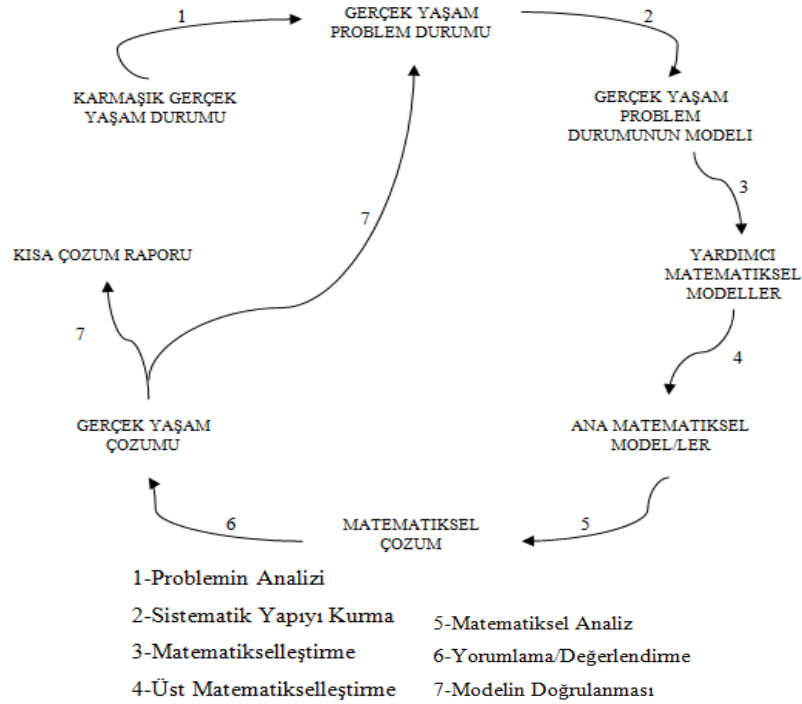 1
GERÇEK YAŞAM
PROBLEM DURUMU
2
KARMAŞIK GERÇEK
YAŞAM DURUMU
GERÇEK YAŞAM
PROBLEM
DURUMUNUN MODELI
3
7
KISA ÇOZUM RAPORU
YARDIMCI
MATEMATIKSEL
MODELLER
7
4
GERÇEK YAŞAM
ÇOZUMU
ANA MATEMATIKSEL
MODEL/LER
6
MATEMATIKSEL
ÇOZUM
5
1-Problemin Analizi
2-Sistematik Yapıyı Kurma
3-Matematikselleştirme
4-Üst Matematikselleştirme
5-Matematiksel Analiz
6-Yorumlama/Değerlendirme
7-Modelin Doğrulanması